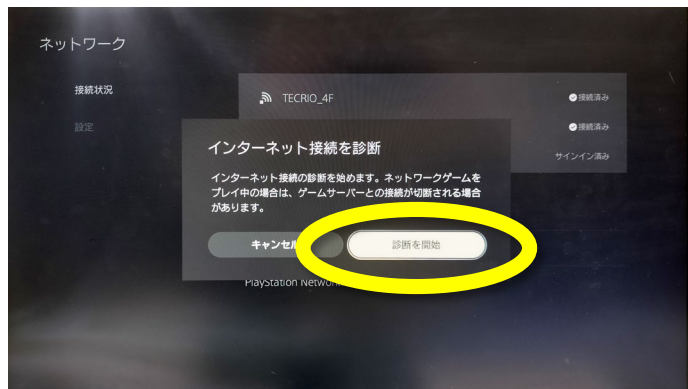 ネットワーク
接続状況
設定
TECRIO_4F
接続済み
接続済み
サインイン済み
インターネット接続を診断
インターネット接続の診断を始めます。ネットワークゲームを
プレイ中の場合は、ゲームサーバーとの接続が切断される場合
があります。
キャンセル
診断を開始
PlayStation Network